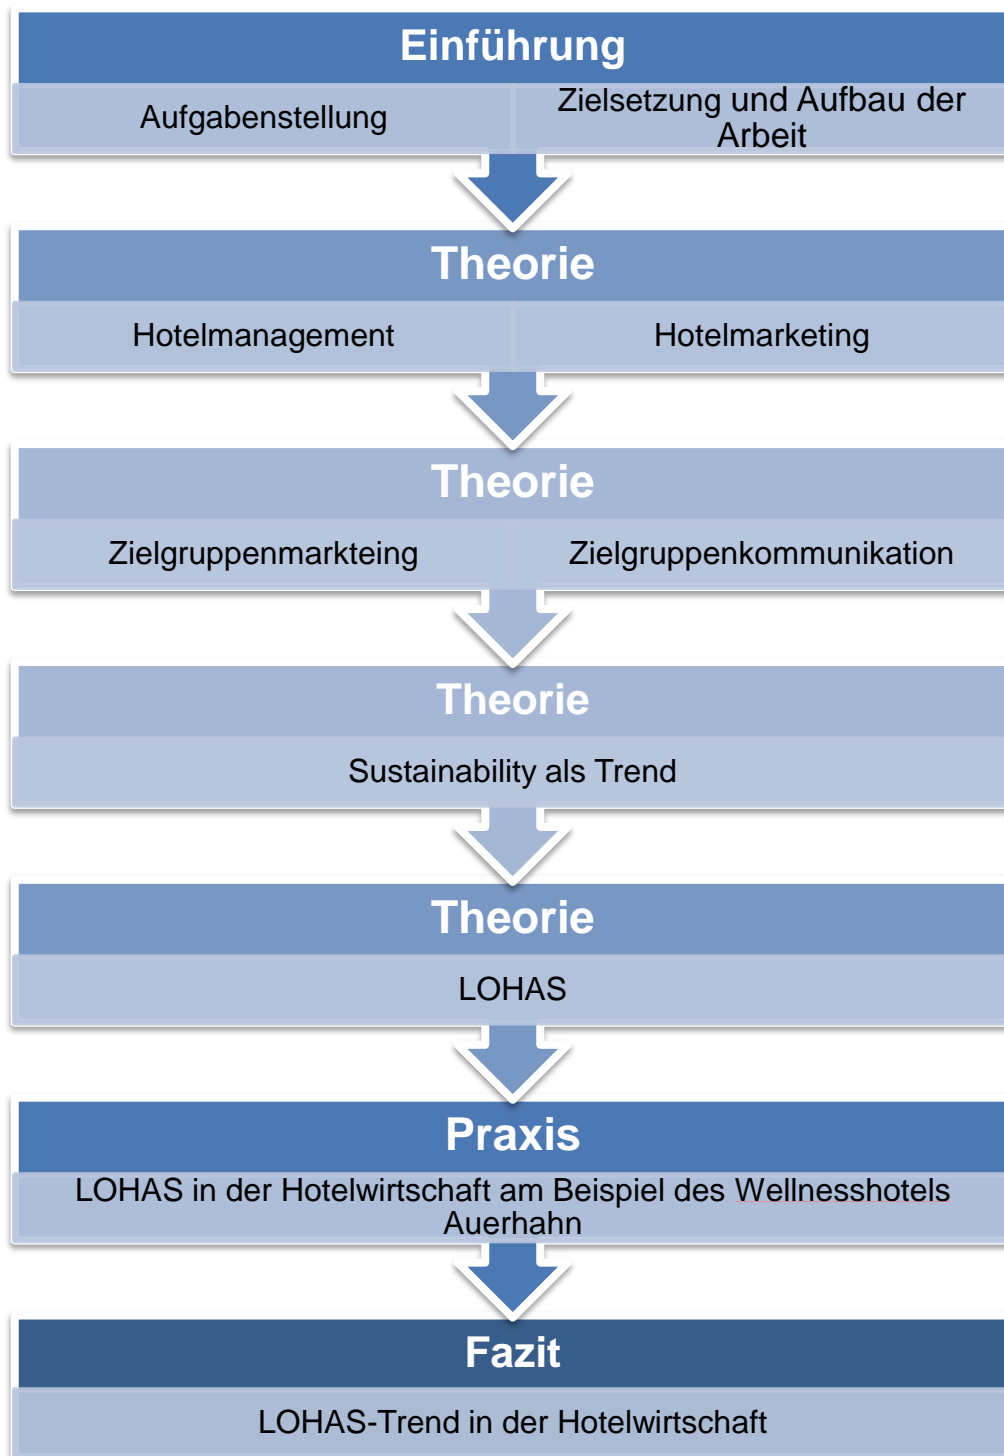 Einführung
Aufgabenstellung
Zielsetzung und Aufbau der
Arbeit
Theorie
Hotelmanagement
Hotelmarketing
Theorie
Zielgruppenmarkteing
Zielgruppenkommunikation
Theorie
Sustainability als Trend
Theorie
LOHAS
Praxis
LOHAS in der Hotelwirtschaft am Beispiel des Wellnesshotels
Auerhahn
Fazit
LOHAS-Trend in der Hotelwirtschaft